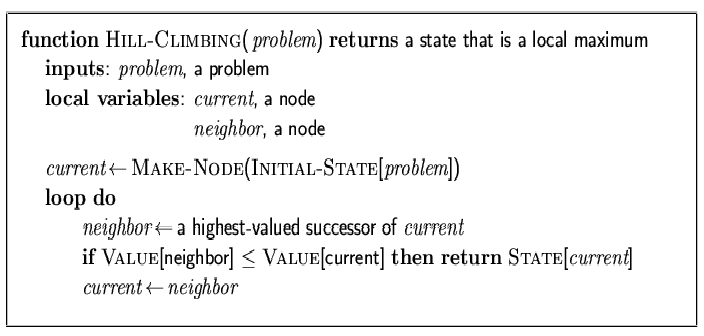 function HILL-CLIMBING(problem) returns a state that is a local maximum
inputs: problem, a problem
local variables: current, a node
neighbor, a node
current ← MAKE-NODE(INITIAL-STATE[problem])
loop do
neighbor ← a highest-valued successor of current
if VALUE[neighbor] ≤ VALUE[current] then return STATE[current]
current ← neighbor